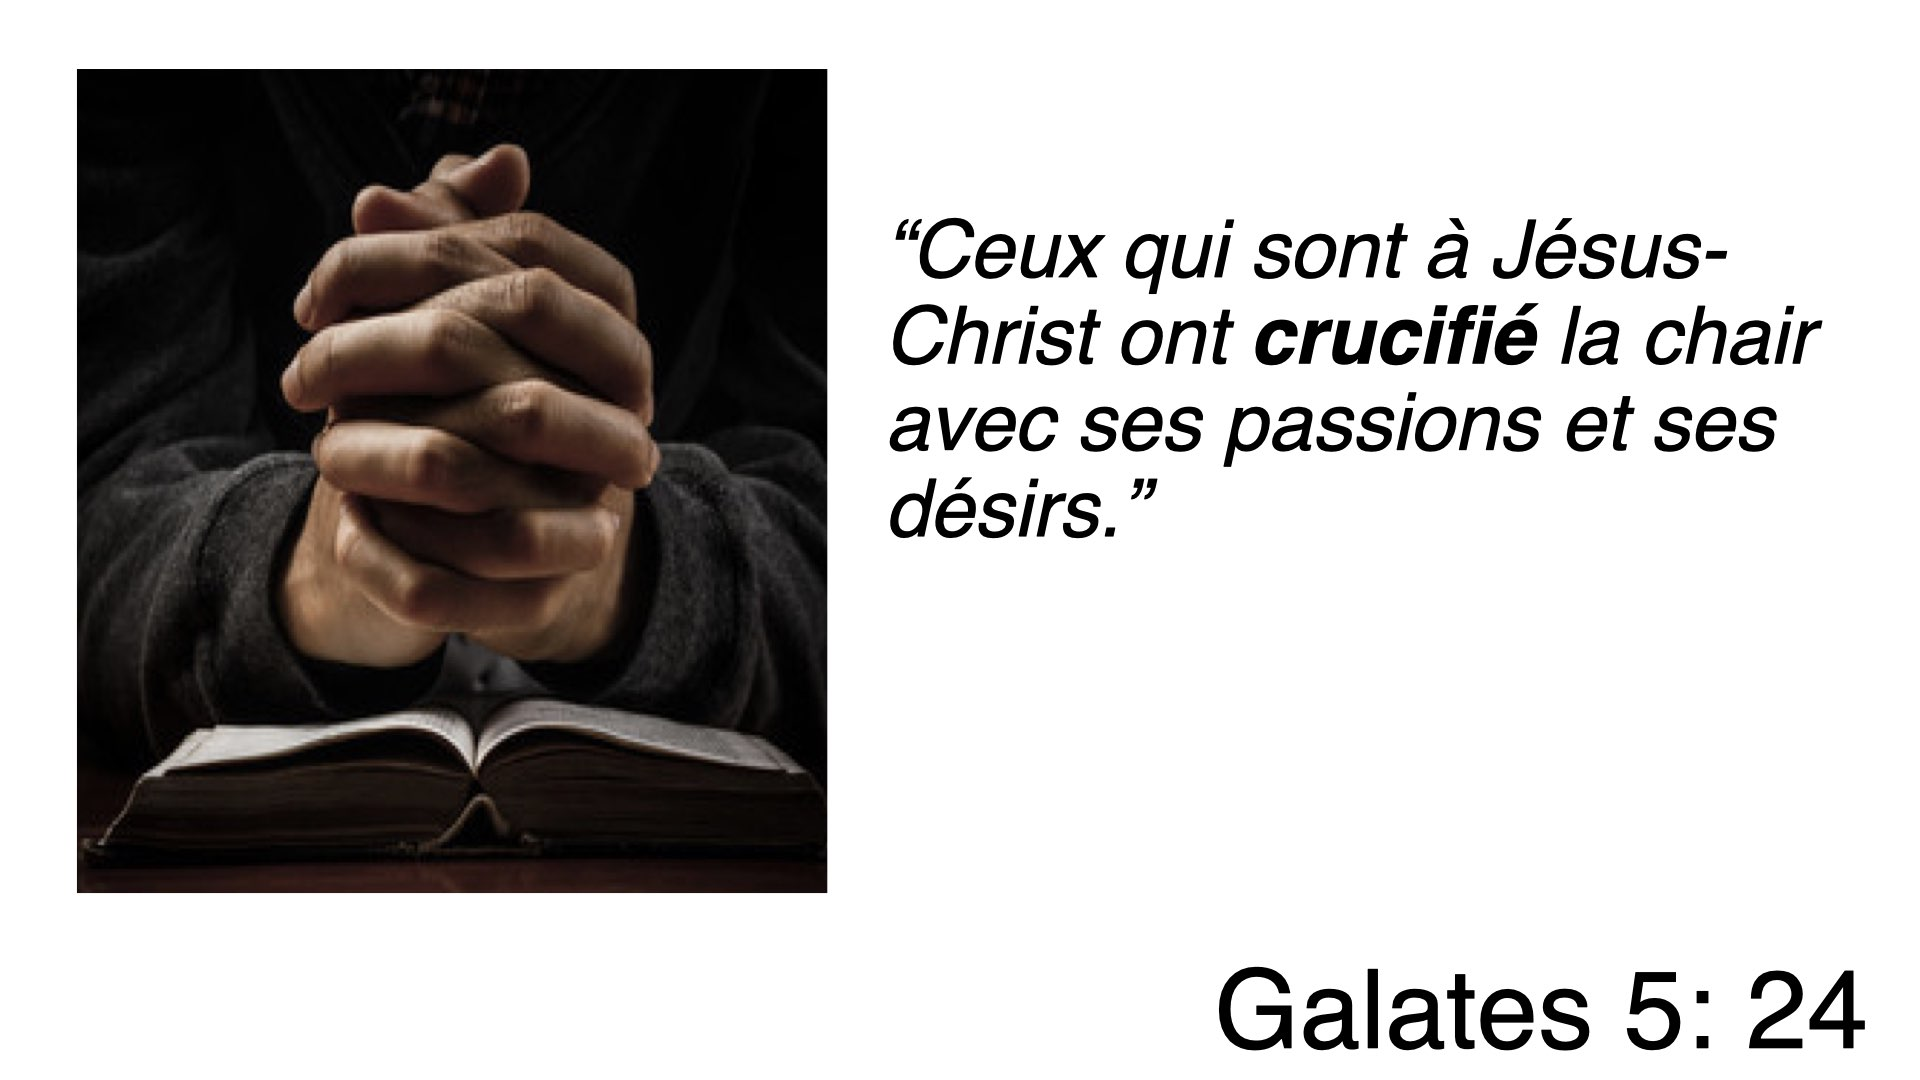 “Ceux qui sont à Jésus-
Christ ont crucifié la chair
avec ses passions et ses
désirs.”
Galates 5: 24